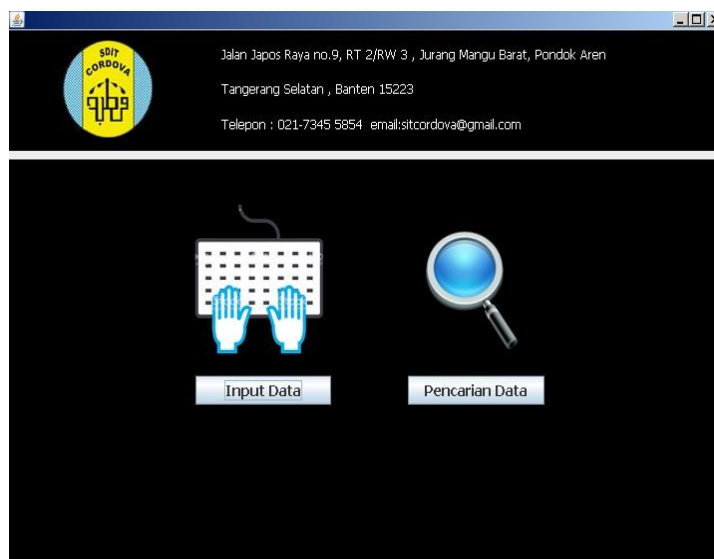 SDIT
CORDOVA
Jalan Japos Raya no.9, RT 2/RW 3 , Jurang Mangu Barat, Pondok Aren
Tangerang Selatan , Banten 15223
Telepon : 021-7345 5854 email:sitcordova@gmail.com
Input Data
Pencarian Data